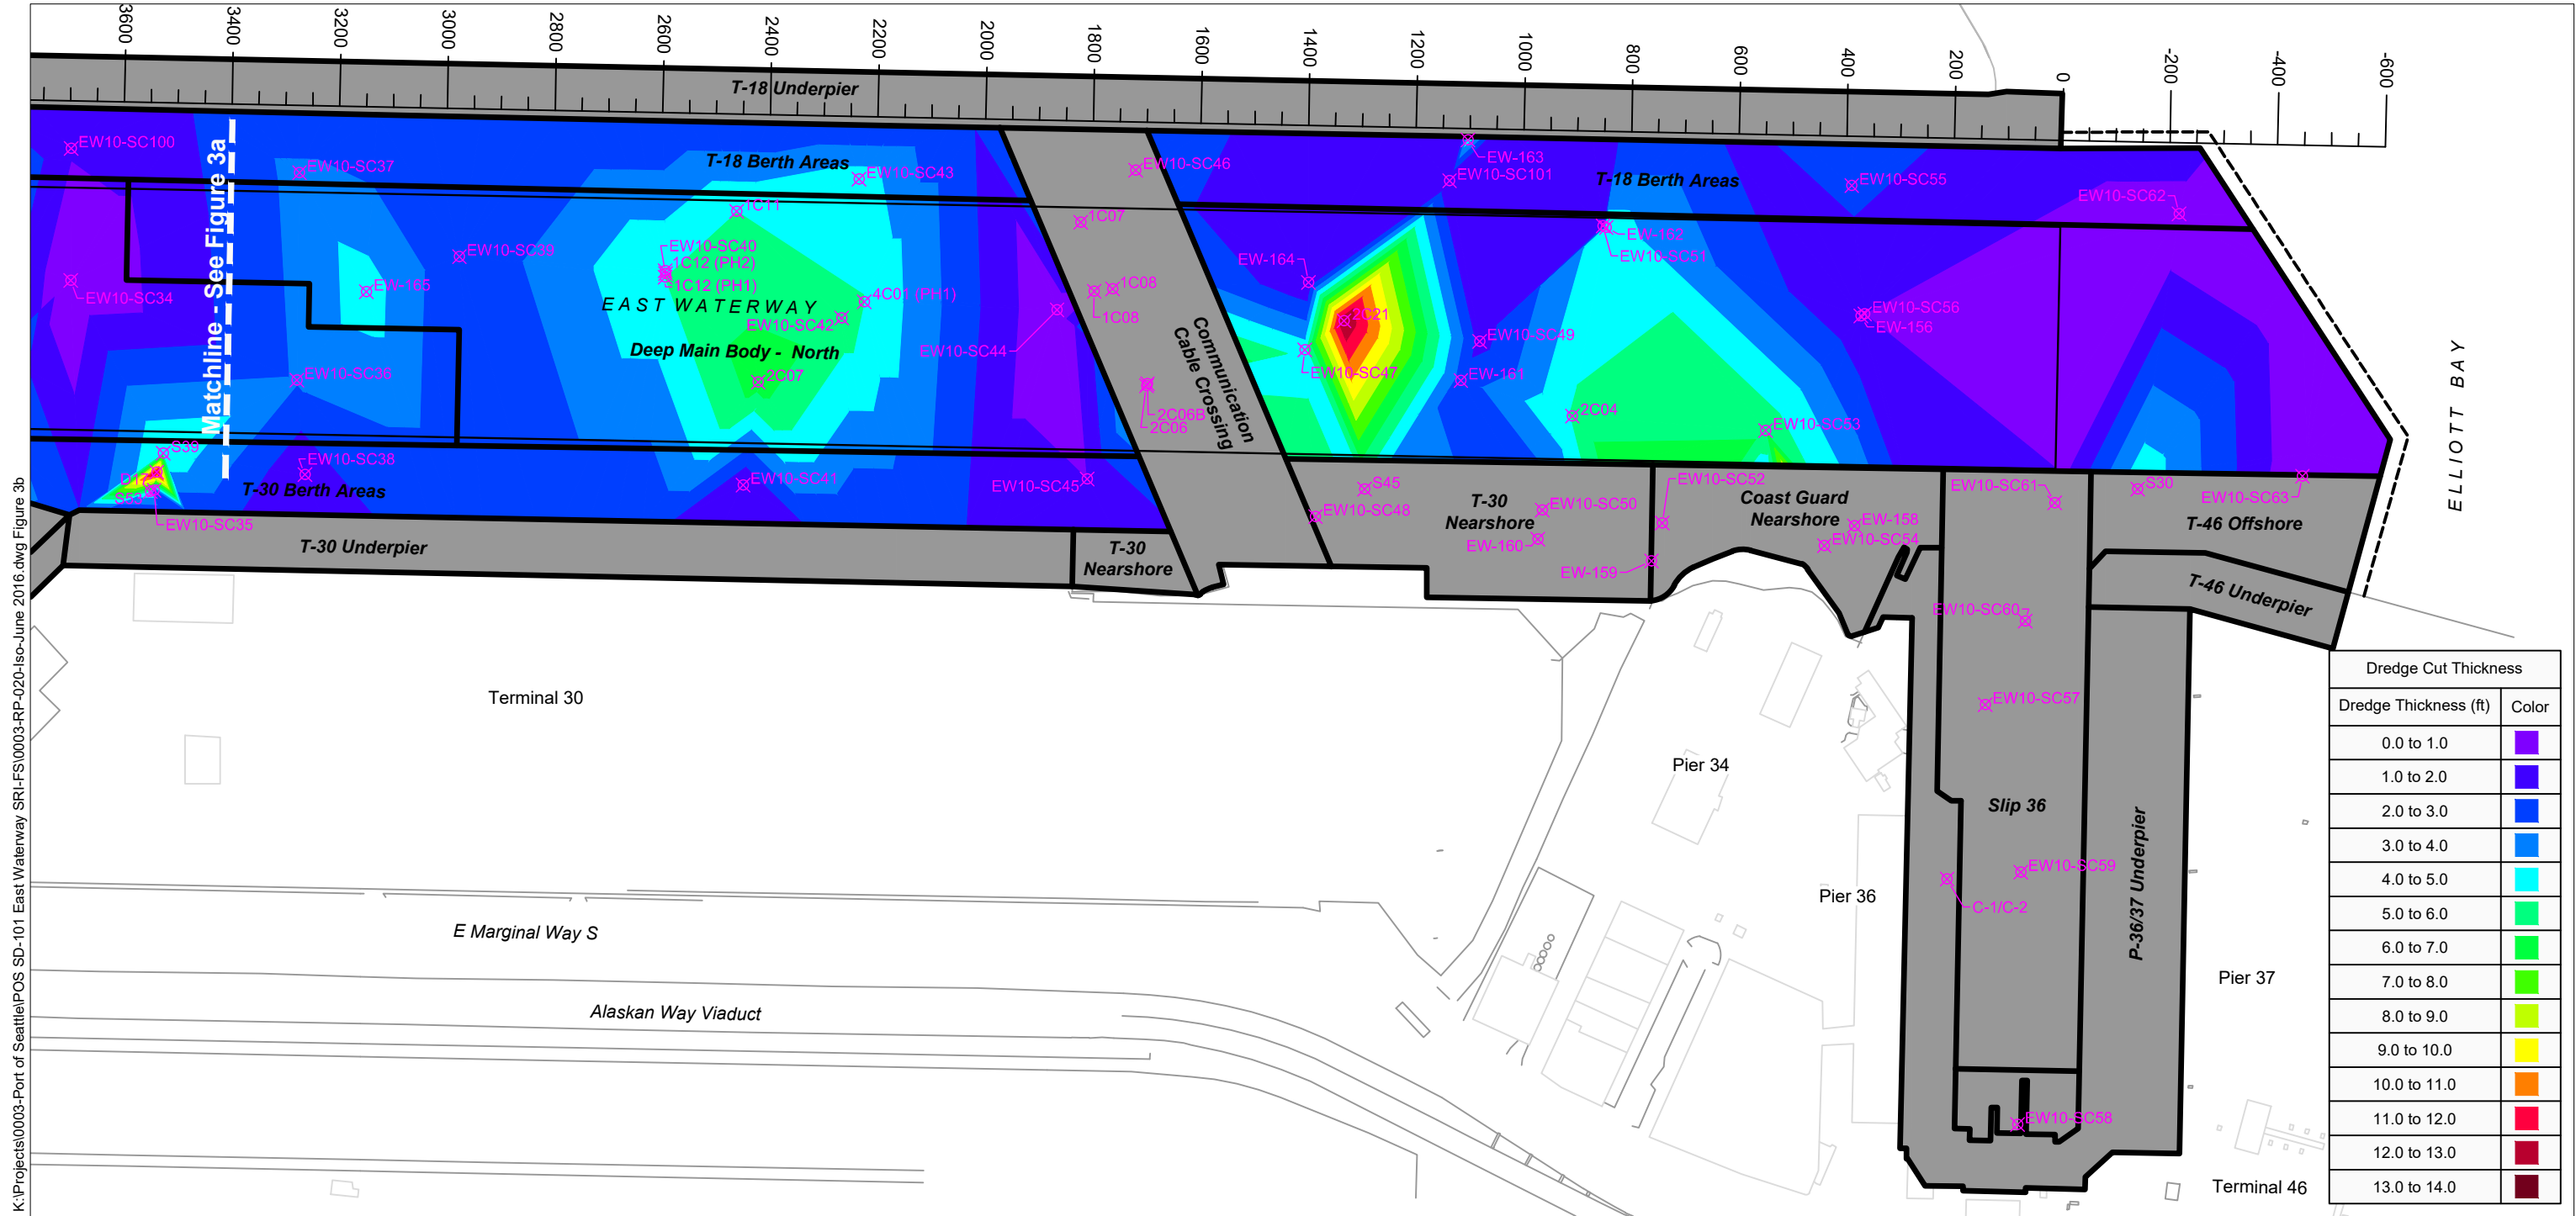 3600
3400
3200
3000
2800
2600
2400
2200
2000
1800
1600
1400
1200
1000
800
600
400
200
0
-200
-400
-600
T-18 Underpier
EW10-SC100
EW10-SC37
T-18 Berth Areas
EW10-SC43
EW10-SC46
EW-163
EW10-SC101
T-18 Berth Areas
EW10-SC55
EW10-SC62
1C11
1C07
EW-162
EW10-SC51
EW10-SC39
EW10-SC40
1C12 (PH2)
1C12 (PH1)
EW-164
EW10-SC34
EW-165
EAST WATERWAY
4C01 (PH1)
EW10-SC42
1C08
1C08
2C21
EW10-SC56
EW-156
Matchline - See Figure 3a
Deep Main Body - North
EW10-SC44
Communication
Cable Crossing
EW10-SC49
EW10-SC47
EW-161
EW10-SC36
2C07
2C06B
2C06
2C04
EW10-SC53
ELLIOTT BAY
S39
D17
S53
EW10-SC35
EW10-SC38
T-30 Berth Areas
EW10-SC41
EW10-SC45
S45
EW10-SC48
T-30
Nearshore
EW10-SC50
EW-160
EW10-SC52
EW-159
Coast Guard
Nearshore
EW-158
EW10-SC54
EW10-SC61
S30
EW10-SC63
T-46 Offshore
T-30 Underpier
T-30
Nearshore
T-46 Underpier
EW10-SC60
EW10-SC57
Slip 36
EW10-SC59
C-1/C-2
P-36/37 Underpier
EW10-SC58
Terminal 30
Pier 34
Pier 36
Pier 37
Terminal 46
E Marginal Way S
Alaskan Way Viaduct
Dredge Cut Thickness
Dredge Thickness (ft) Color
0.0 to 1.0
1.0 to 2.0
2.0 to 3.0
3.0 to 4.0
4.0 to 5.0
5.0 to 6.0
6.0 to 7.0
7.0 to 8.0
8.0 to 9.0
9.0 to 10.0
10.0 to 11.0
11.0 to 12.0
12.0 to 13.0
13.0 to 14.0
K:\Projects\0003-Port of Seattle\POS SD-101 East Waterway SRI-FS\0003-RP-020-Iso-June 2016.dwg Figure 3b